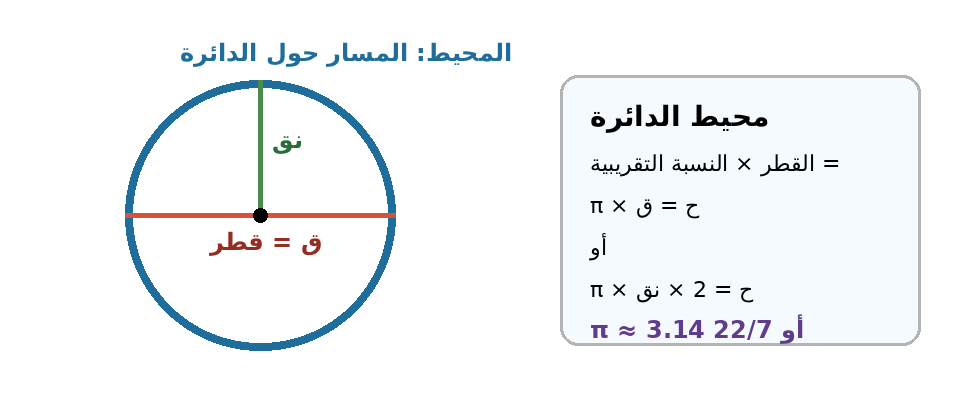 المحيط: المسار حول الدائرة
نق
ق = قطر
محيط الدائرة
= القطر × النسبة التقريبية
ح = ق × π
أو
ح = 2 × نق × π
π ≈ 3.14 أو 22/7